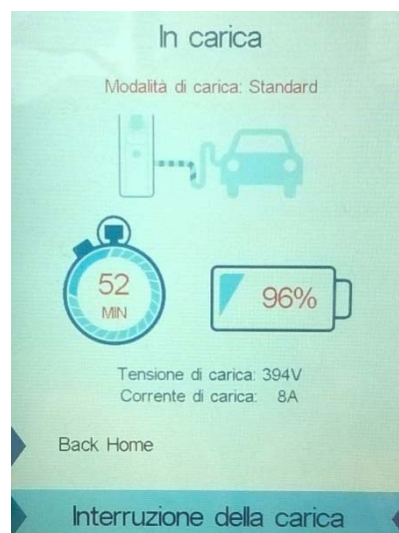 In carica
Modalità di carica: Standard
52
MIN
96%
Tensione di carica: 394V
Corrente di carica: 8A
Back Home
Interruzione della carica